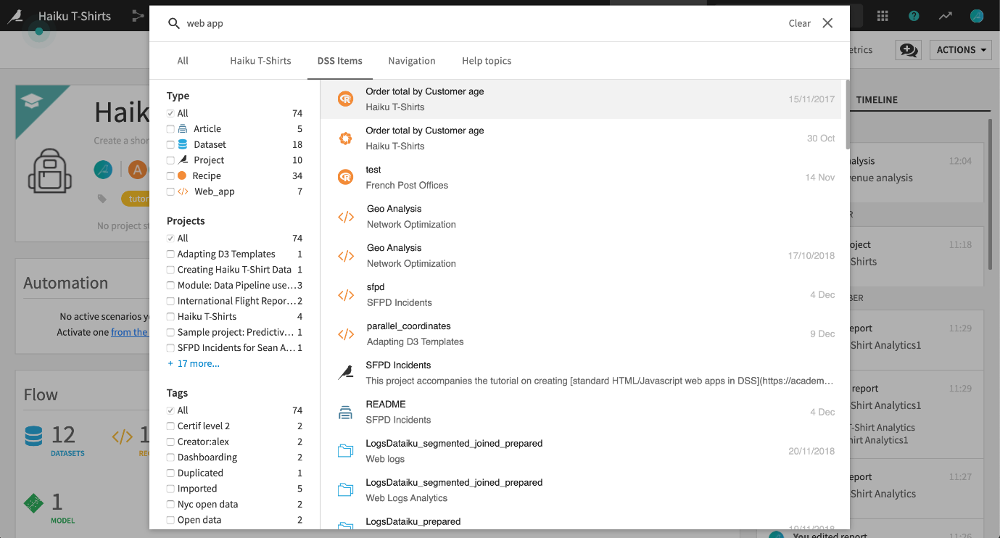 Haiku T-Shirts
web app
Clear
All
Haiku T-Shirts
DSS Items
Navigation
Help topics
etrics
ACTIONS
Type
All 74
Article 5
Dataset 18
Project 10
Recipe 34
Web_app 7
Projects
All 74
Adapting D3 Templates 1
Creating Haiku T-Shirt Data 1
Module: Data Pipeline use... 3
International Flight Repor... 2
Haiku T-Shirts 4
Sample project: Predictiv... 1
SFPD Incidents for Sean A... 1
+ 17 more...
Tags
All 74
Certif level 2 2
Creator:alex 2
Dashboarding 2
Duplicated 1
Imported 5
Nyc open data 2
Open data 2
Order total by Customer age
Haiku T-Shirts
15/11/2017
Order total by Customer age
Haiku T-Shirts
30 Oct
test
French Post Offices
14 Nov
Geo Analysis
Network Optimization
Geo Analysis
Network Optimization
17/10/2018
sfpd
SFPD Incidents
4 Dec
parallel_coordinates
Adapting D3 Templates
9 Dec
SFPD Incidents
This project accompanies the tutorial on creating [standard HTML/Javascript web apps in DSS](https://academ...
README
SFPD Incidents
4 Dec
LogsDataiku_segmented_joined_prepared
Web logs
20/11/2018
LogsDataiku_segmented_joined_prepared
Web Logs Analytics
LogsDataiku_prepared
19/11/2018
Haik
Create a shor
A
tutor
No project st
Automation
No active scenarios yo
Activate one from the
Flow
12
DATASETS
1
REC
1
MODEL
TIMELINE
alysis
12:04
enue analysis
R
oject
11:18
Shirts
BER
eport
11:29
hirt Analytics1
report
11:29
Shirt Analytics1
T-Shirt Analytics
hirt Analytics1
eport
11:27
Shirt Analytics
You edited report
11:26